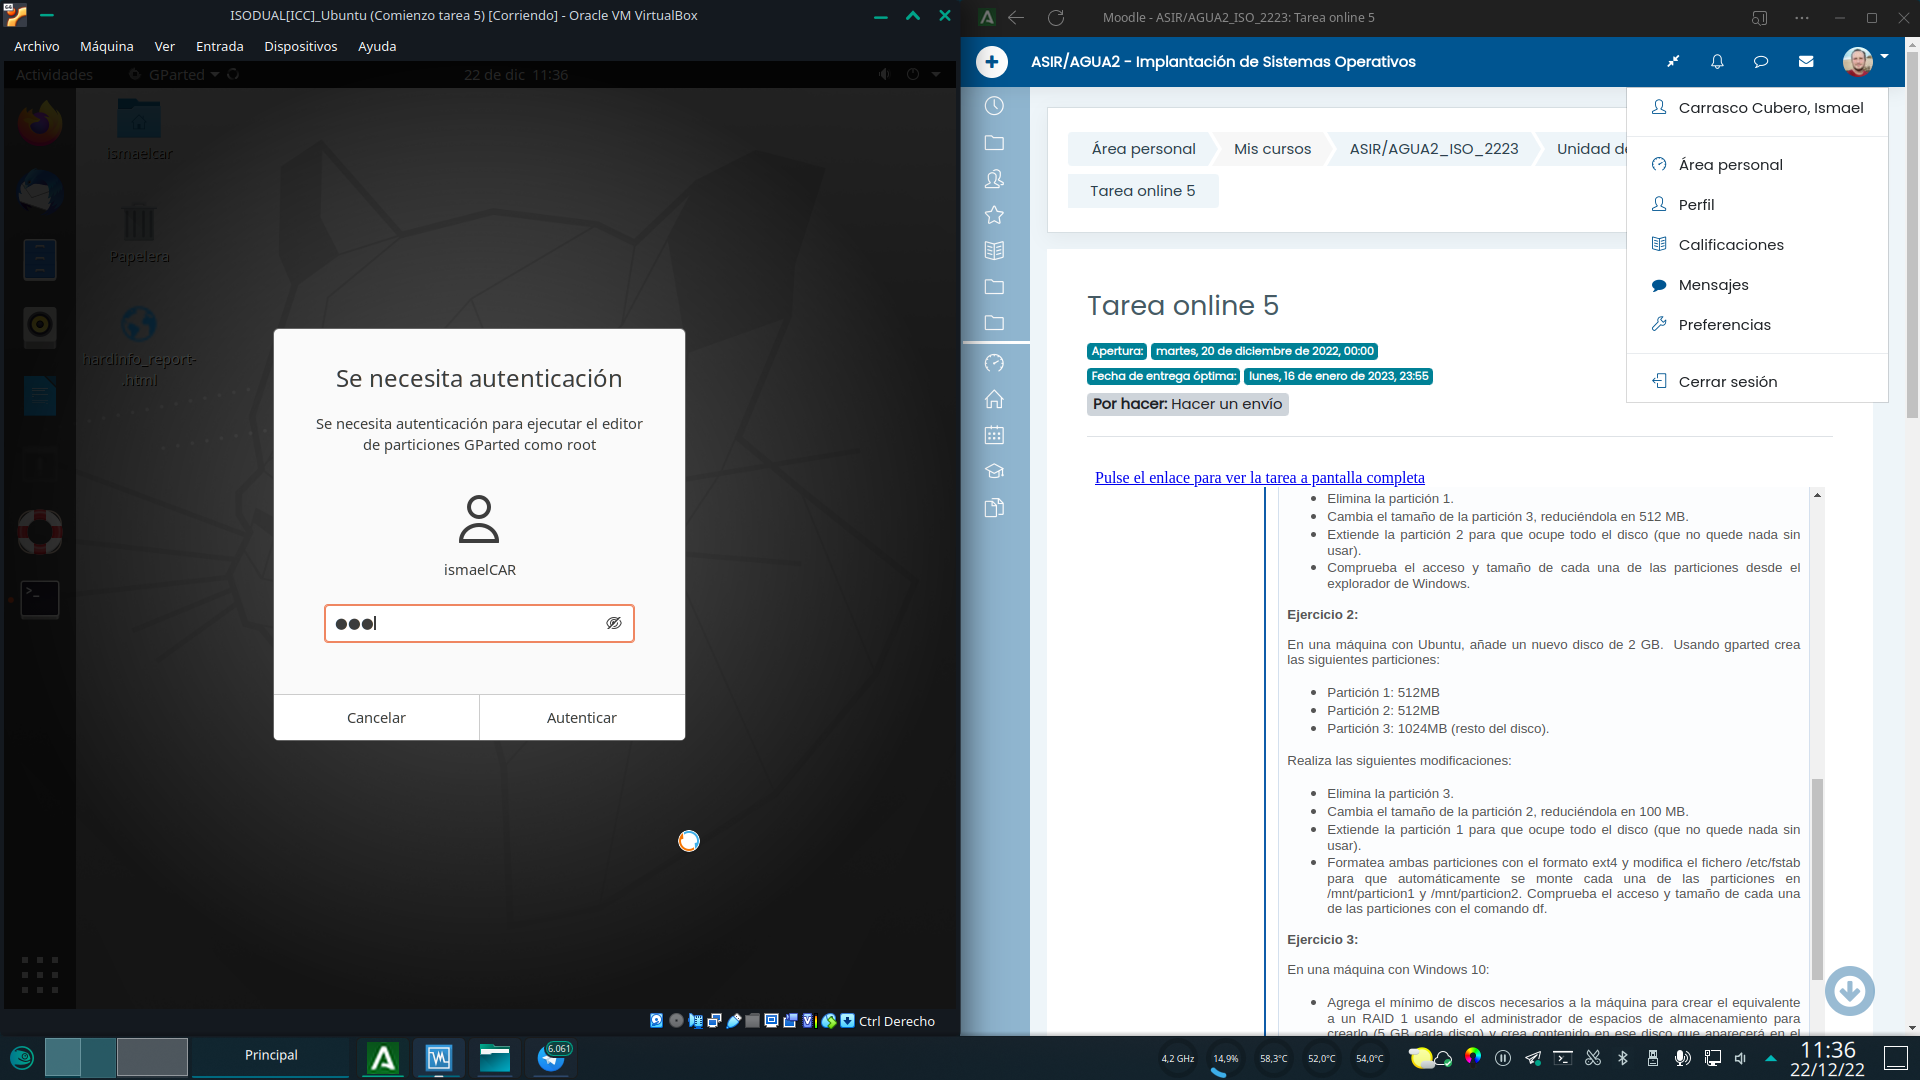 ISODUAL[ICC]_Ubuntu (Comienzo tarea 5) [Corriendo] - Oracle VM VirtualBox
Archivo Máquina Ver Entrada Dispositivos Ayuda
Actividades GParted 22 de dic 11:36
ismaelcar
Papelera
hardinfo_report-
.html
Se necesita autenticación
Se necesita autenticación para ejecutar el editor
de particiones GParted como root
ismaelCAR
Cancelar Autenticar
Ctrl Derecho
Moodle - ASIR/AGUA2_ISO_2223: Tarea online 5
ASIR/AGUA2 - Implantación de Sistemas Operativos
Área personal Mis cursos ASIR/AGUA2_ISO_2223 Unidad de
Tarea online 5
Carrasco Cubero, Ismael
Área personal
Perfil
Calificaciones
Mensajes
Preferencias
Cerrar sesión
Tarea online 5
Apertura: martes, 20 de diciembre de 2022, 00:00
Fecha de entrega óptima: lunes, 16 de enero de 2023, 23:55
Por hacer: Hacer un envío
Pulse el enlace para ver la tarea a pantalla completa
Elimina la partición 1.
Cambia el tamaño de la partición 3, reduciéndola en 512 MB.
Extiende la partición 2 para que ocupe todo el disco (que no quede nada sin
usar).
Comprueba el acceso y tamaño de cada una de las particiones desde el
explorador de Windows.
Ejercicio 2:
En una máquina con Ubuntu, añade un nuevo disco de 2 GB. Usando gparted crea
las siguientes particiones:
Partición 1: 512MB
Partición 2: 512MB
Partición 3: 1024MB (resto del disco).
Realiza las siguientes modificaciones:
Elimina la partición 3.
Cambia el tamaño de la partición 2, reduciéndola en 100 MB.
Extiende la partición 1 para que ocupe todo el disco (que no quede nada sin
usar).
Formatea ambas particiones con el formato ext4 y modifica el fichero /etc/fstab
para que automáticamente se monte cada una de las particiones en
/mnt/particion1 y /mnt/particion2. Comprueba el acceso y tamaño de cada una
de las particiones con el comando df.
Ejercicio 3:
En una máquina con Windows 10:
Agrega el mínimo de discos necesarios a la máquina para crear el equivalente
a un RAID 1 usando el administrador de espacios de almacenamiento para
crearlo (5 GB cada disco) y crea contenido en ese disco que aparecerá en el
Principal
6.061
4,2 GHz 14,9% 58,3°C 52,0°C 54,0°C
11:36
22/12/22